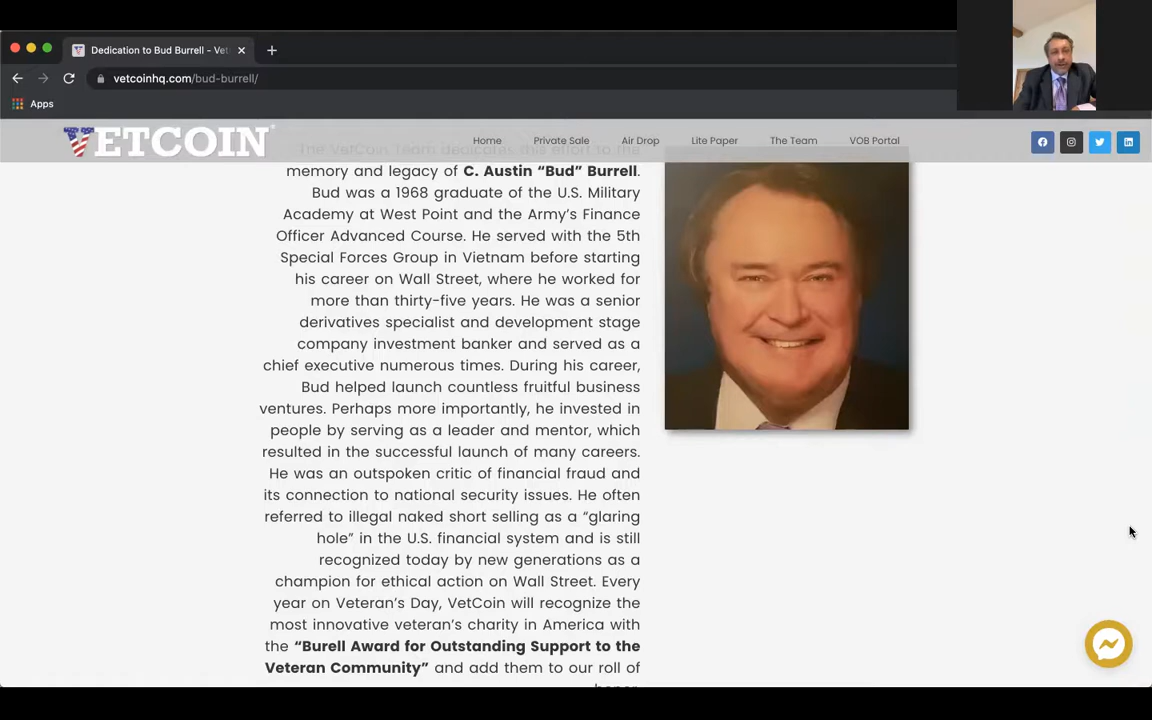 Dedication to Bud Burrell - Vet
vetcoinhq.com/bud-burrell/
Apps
VETCOIN
Home
Private Sale
Air Drop
Lite Paper
The Team
VOB Portal
The VetCoin Team dedicates this effort to the
memory and legacy of C. Austin “Bud” Burrell.
Bud was a 1968 graduate of the U.S. Military
Academy at West Point and the Army’s Finance
Officer Advanced Course. He served with the 5th
Special Forces Group in Vietnam before starting
his career on Wall Street, where he worked for
more than thirty-five years. He was a senior
derivatives specialist and development stage
company investment banker and served as a
chief executive numerous times. During his career,
Bud helped launch countless fruitful business
ventures. Perhaps more importantly, he invested in
people by serving as a leader and mentor, which
resulted in the successful launch of many careers.
He was an outspoken critic of financial fraud and
its connection to national security issues. He often
referred to illegal naked short selling as a “glaring
hole” in the U.S. financial system and is still
recognized today by new generations as a
champion for ethical action on Wall Street. Every
year on Veteran’s Day, VetCoin will recognize the
most innovative veteran’s charity in America with
the “Burell Award for Outstanding Support to the
Veteran Community” and add them to our roll of